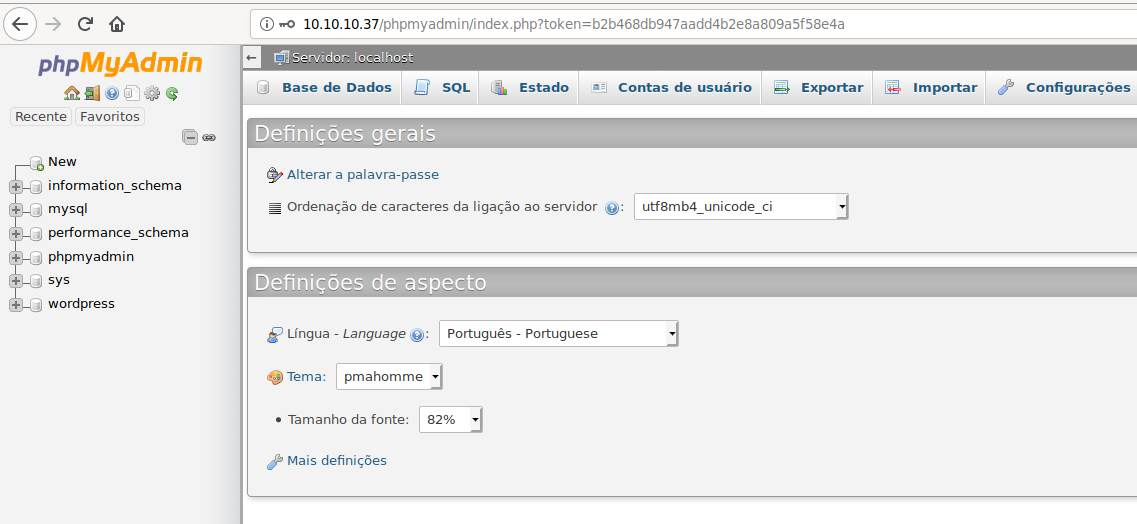 10.10.10.37/phpmyadmin/index.php?token=b2b468db947aadd4b2e8a809a5f58e4a
phpMyAdmin
Recente Favoritos
New
information_schema
mysql
performance_schema
phpmyadmin
sys
wordpress
Servidor: localhost
Base de Dados SQL Estado Contas de usuário Exportar Importar Configurações
Definições gerais
Alterar a palavra-passe
Ordenação de caracteres da ligação ao servidor : utf8mb4_unicode_ci
Definições de aspecto
Língua - Language : Português - Portuguese
Tema: pmahomme
• Tamanho da fonte: 82%
Mais definições